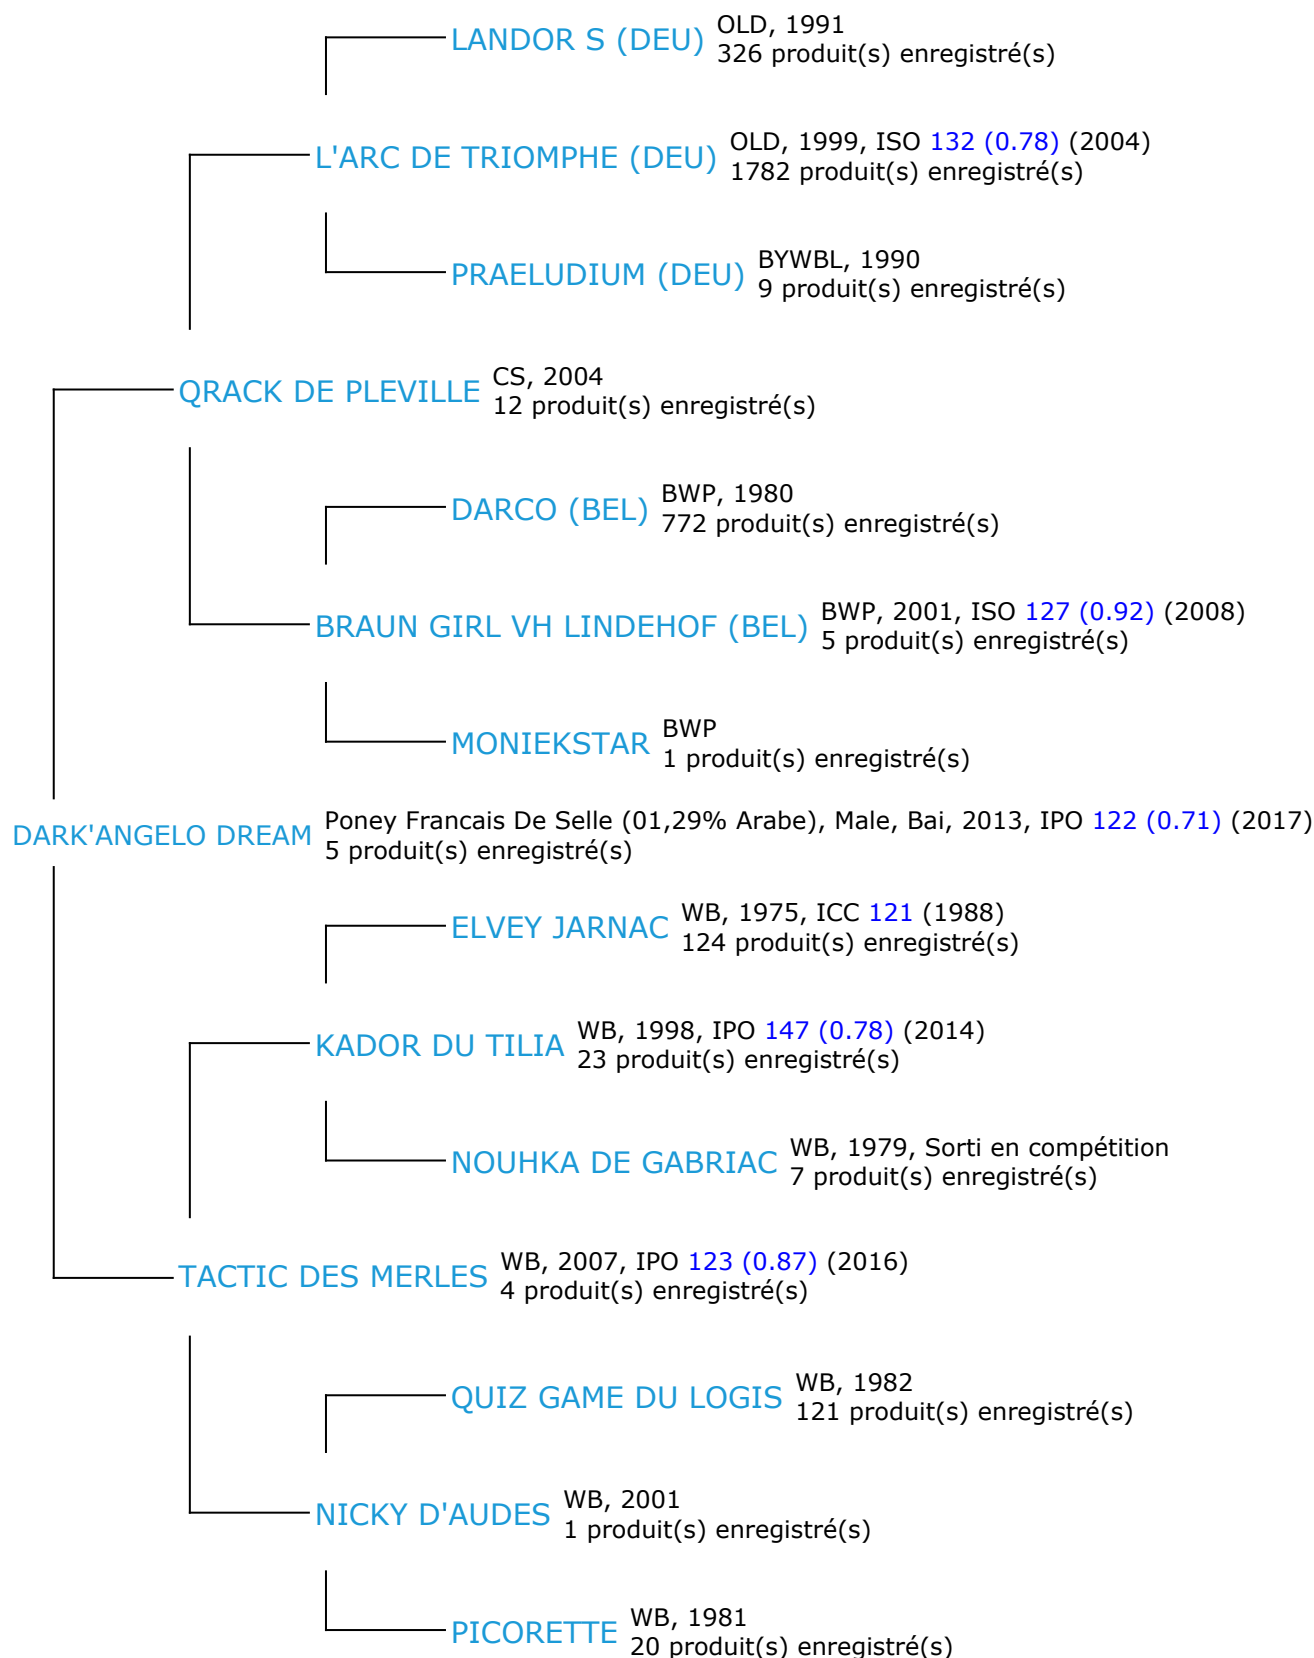 LANDOR S (DEU) OLD, 1991
326 produit(s) enregistré(s)
L'ARC DE TRIOMPHE (DEU) OLD, 1999, ISO 132 (0.78) (2004)
1782 produit(s) enregistré(s)
PRAELUDIUM (DEU) BYWBL, 1990
9 produit(s) enregistré(s)
QRACK DE PLEVILLE CS, 2004
12 produit(s) enregistré(s)
DARCO (BEL) BWP, 1980
772 produit(s) enregistré(s)
BRAUN GIRL VH LINDEHOF (BEL) BWP, 2001, ISO 127 (0.92) (2008)
5 produit(s) enregistré(s)
MONIEKSTAR BWP
1 produit(s) enregistré(s)
DARK'ANGELO DREAM Poney Francais De Selle (01,29% Arabe), Male, Bai, 2013, IPO 122 (0.71) (2017)
5 produit(s) enregistré(s)
ELVEY JARNAC WB, 1975, ICC 121 (1988)
124 produit(s) enregistré(s)
KADOR DU TILIA WB, 1998, IPO 147 (0.78) (2014)
23 produit(s) enregistré(s)
NOUHKA DE GABRIAC WB, 1979, Sorti en compétition
7 produit(s) enregistré(s)
TACTIC DES MERLES WB, 2007, IPO 123 (0.87) (2016)
4 produit(s) enregistré(s)
QUIZ GAME DU LOGIS WB, 1982
121 produit(s) enregistré(s)
NICKY D'AUDES WB, 2001
1 produit(s) enregistré(s)
PICORETTE WB, 1981
20 produit(s) enregistré(s)